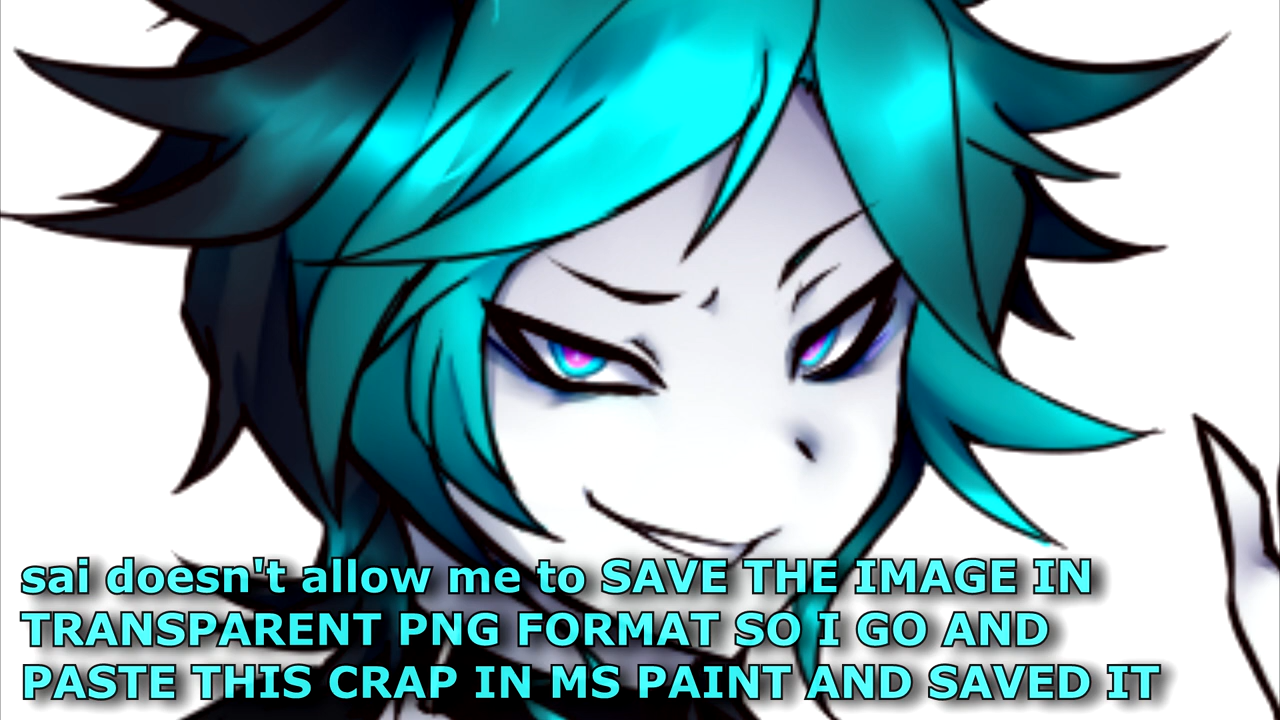 sai doesn't allow me to SAVE THE IMAGE IN
TRANSPARENT PNG FORMAT SO I GO AND
PASTE THIS CRAP IN MS PAINT AND SAVED IT